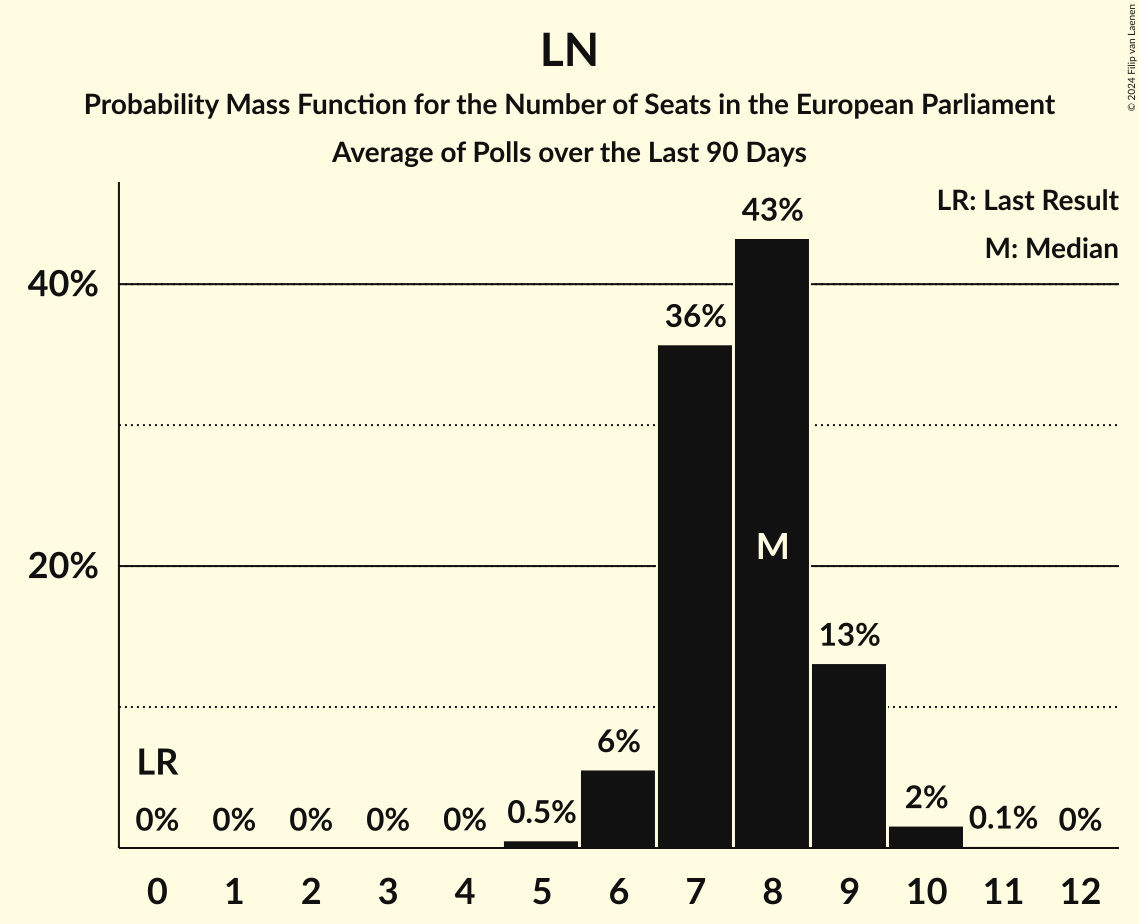 LN
Probability Mass Function for the Number of Seats in the European Parliament
Average of Polls over the Last 90 Days
© 2024 Filip van Laenen
LR: Last Result
M: Median
43%
40%
36%
M
20%
13%
6%
LR
2%
0% 0% 0% 0% 0% 0.5% 0.1% 0%
0 1 2 3 4 5 6 7 8 9 10 11 12